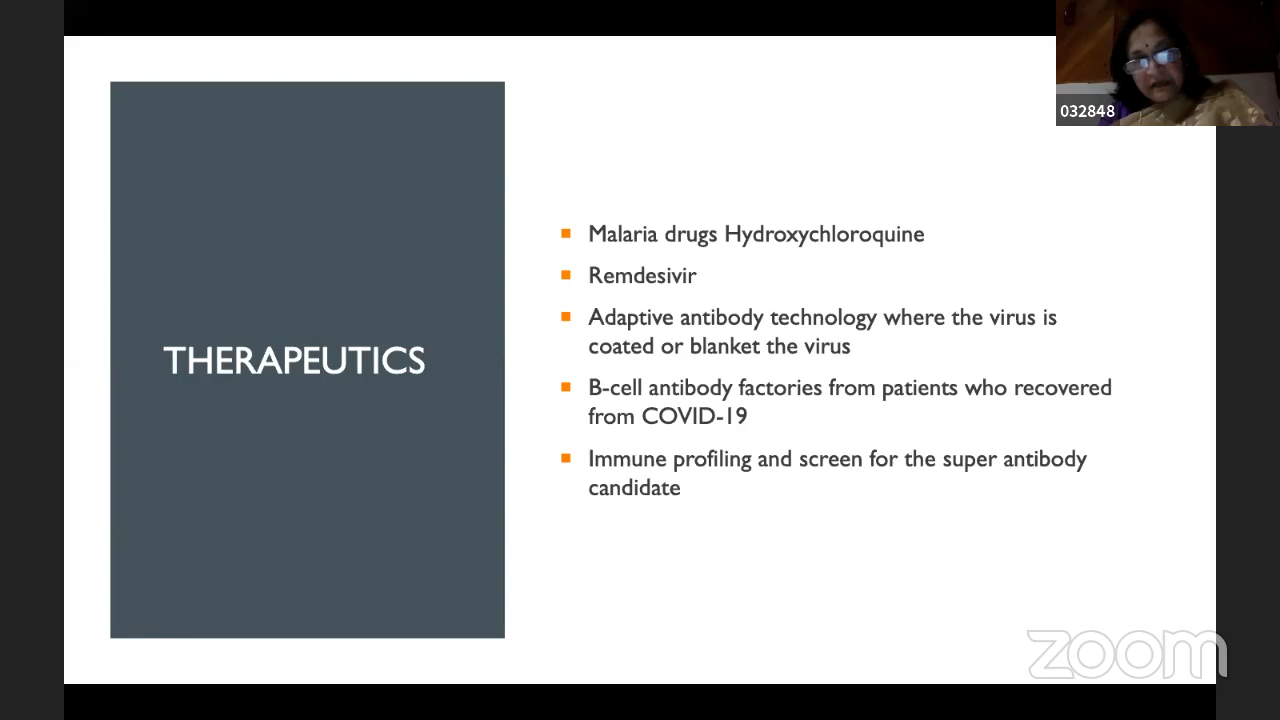 032848
THERAPEUTICS
Malaria drugs Hydroxychloroquine
Remdesivir
Adaptive antibody technology where the virus is
coated or blanket the virus
B-cell antibody factories from patients who recovered
from COVID-19
Immune profiling and screen for the super antibody
candidate
zoom